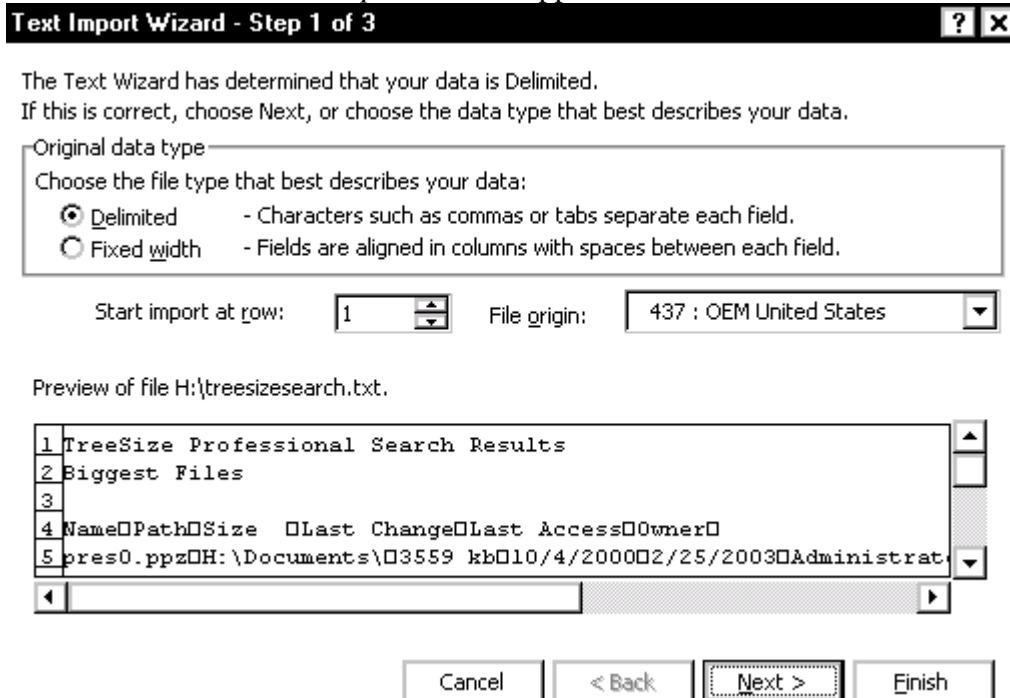 Text Import Wizard - Step 1 of 3 ? X
The Text Wizard has determined that your data is Delimited.
If this is correct, choose Next, or choose the data type that best describes your data.
Original data type
Choose the file type that best describes your data:
Delimited - Characters such as commas or tabs separate each field.
Fixed width - Fields are aligned in columns with spaces between each field.
Start import at row: 1 File origin: 437 : OEM United States
Preview of file H:\treesizesearch.txt.
1 TreeSize Professional Search Results
2 Biggest Files
3
4 Name□Path□Size □Last Change□Last Access□Owner□
5 pres0.ppz□H:\Documents\□3559 kb□10/4/2000□2/25/2003□Administrat
Cancel < Back Next > Finish